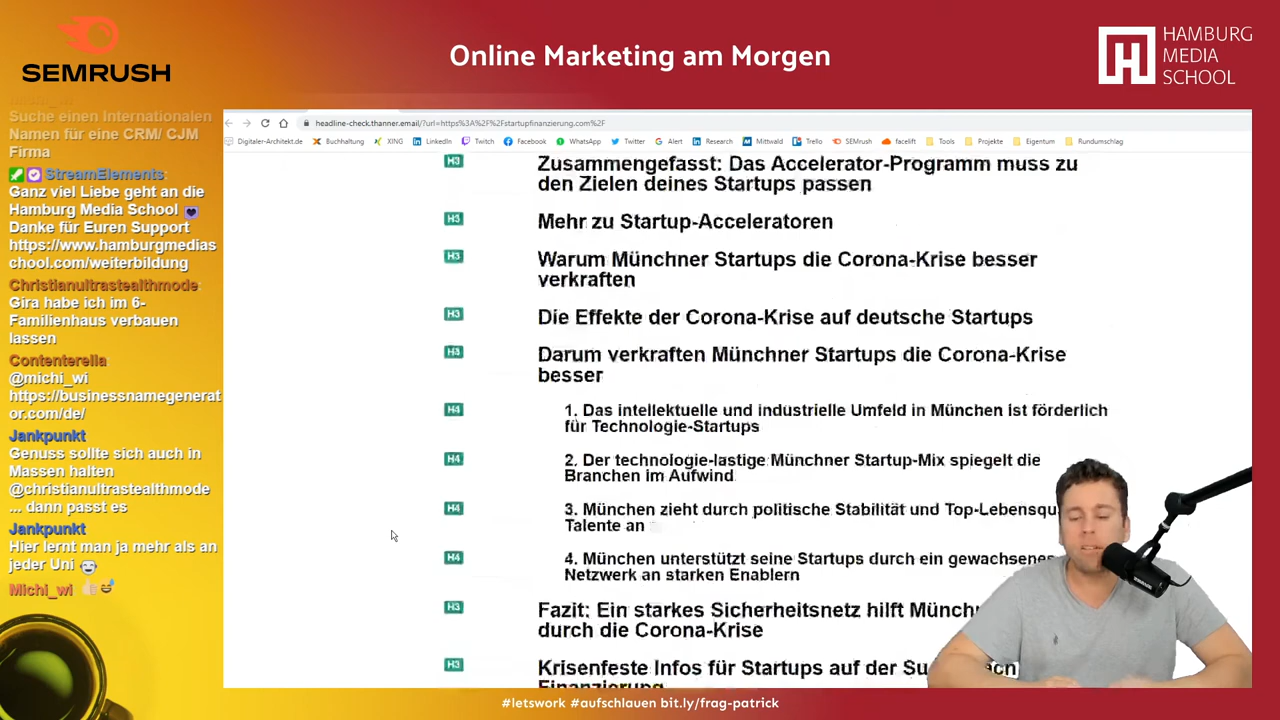 SEMRUSH
Online Marketing am Morgen
HAMBURG
MEDIA
SCHOOL
Michi_wi
Suche einen Internationalen
Namen für eine CRM/ CJM
Firma
StreamElements:
Ganz viel Liebe geht an die
Hamburg Media School
Danke für Euren Support
https://www.hamburgmedias
chool.com/weiterbildung
Christianultrastealthmode:
Gira habe ich im 6-
Familienhaus verbauen
lassen
Contenterella
@michi_wi
https://businessnamegenerat
or.com/de/
Jankpunkt
Genuss sollte sich auch in
Massen halten
@christianultrastealthmode
... dann passt es
Jankpunkt
Hier lernt man ja mehr als an
jeder Uni
Michi_wi
headline-check.thanner.email/?url=https%3A%2F%2Fstartupfinanzierung.com%2F
Digitaler-Architekt.de Buchhaltung XING LinkedIn Twitch Facebook WhatsApp Twitter Alert Research Mittwald Trello SEMrush facelift Tools Projekte Eigentum Rundumschlag
H3 Zusammengefasst: Das Accelerator-Programm muss zu
den Zielen deines Startups passen
H3 Mehr zu Startup-Acceleratoren
H3 Warum Münchner Startups die Corona-Krise besser
verkraften
H3 Die Effekte der Corona-Krise auf deutsche Startups
H3 Darum verkraften Münchner Startups die Corona-Krise
besser
H4 1. Das intellektuelle und industrielle Umfeld in München ist förderlich
für Technologie-Startups
H4 2. Der technologie-lastige Münchner Startup-Mix spiegelt die
Branchen im Aufwind
H4 3. München zieht durch politische Stabilität und Top-Lebensqu
Talente an
H4 4. München unterstützt seine Startups durch ein gewachsenes
Netzwerk an starken Enablern
H3 Fazit: Ein starkes Sicherheitsnetz hilft Münch
durch die Corona-Krise
H3 Krisenfeste Infos für Startups auf der Su nach
Finanzierung
#letswork #aufschlauen bit.ly/frag-patrick